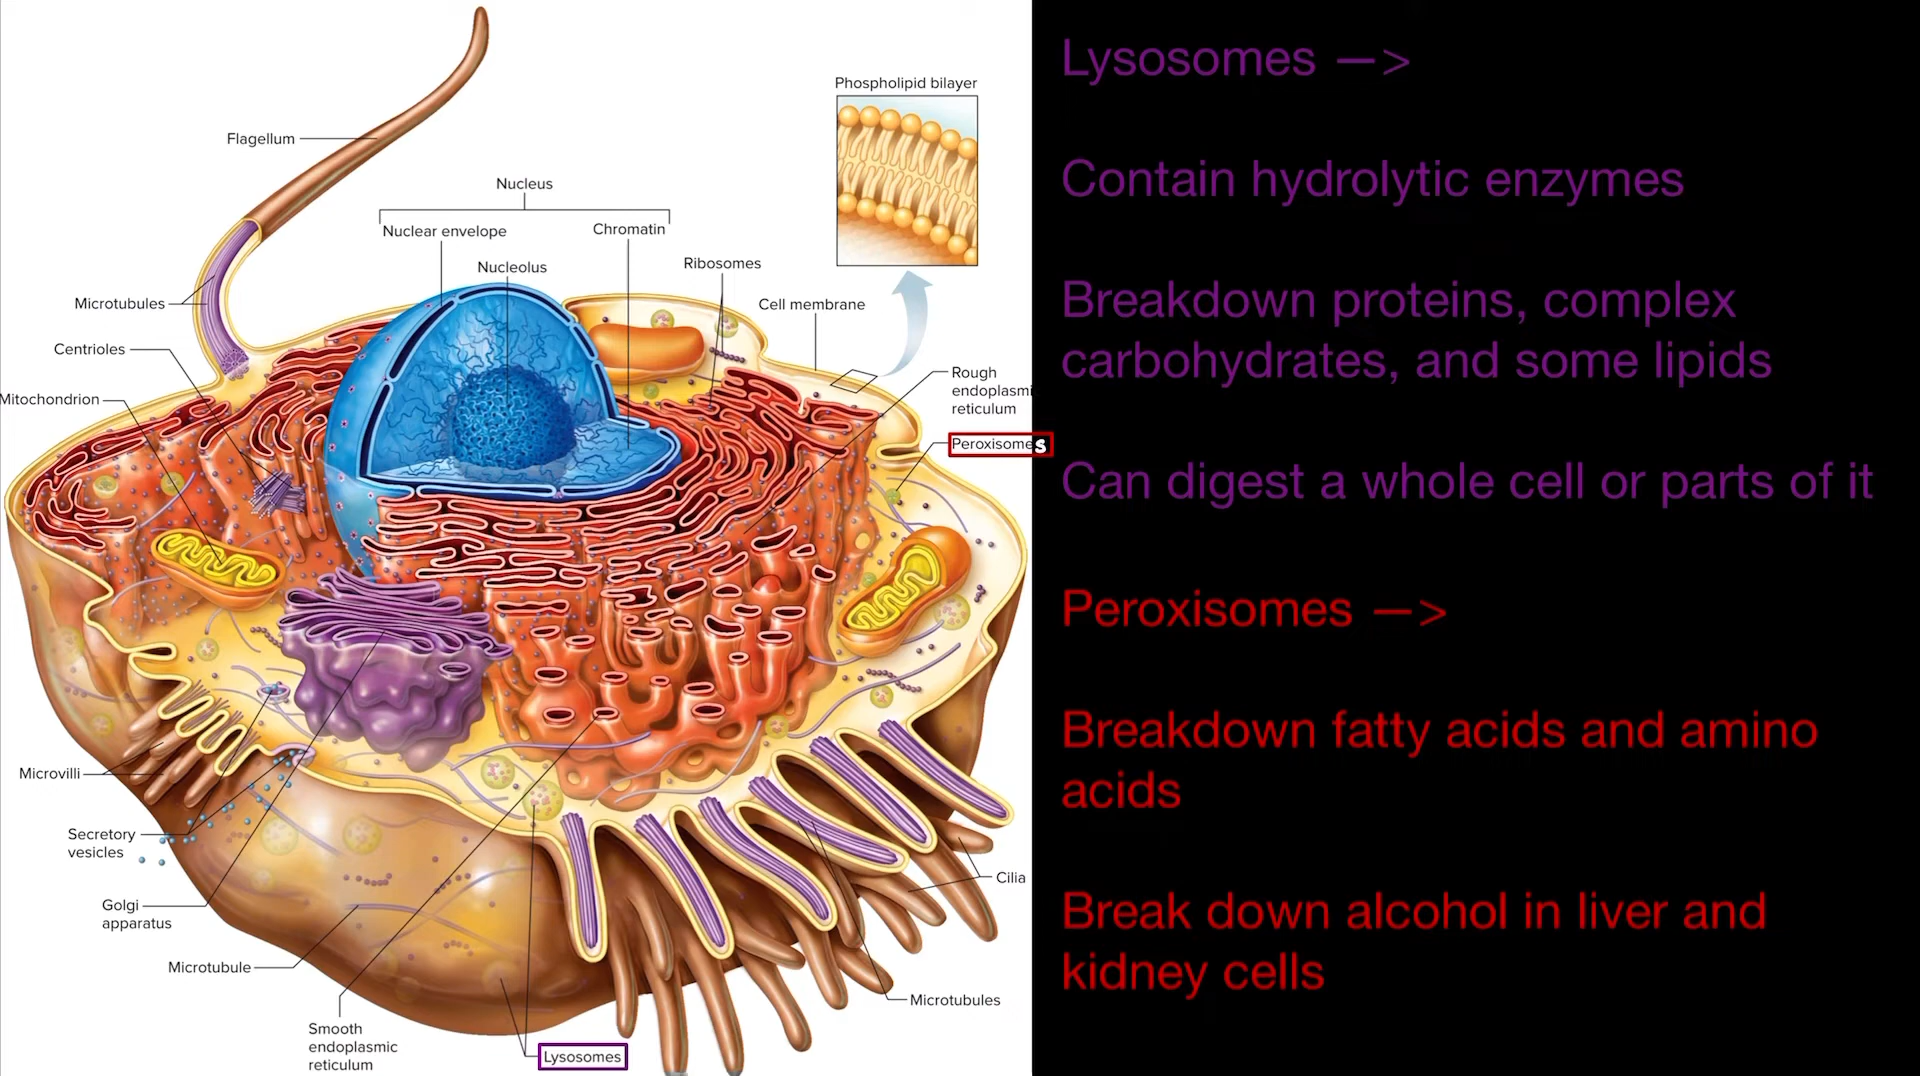 Flagellum
Phospholipid bilayer
Nucleus
Nuclear envelope
Chromatin
Nucleolus
Ribosomes
Cell membrane
Microtubules
Centrioles
Mitochondrion
Rough
endoplasmi
reticulum
Peroxisomes
Microvilli
Secretory
vesicles
Golgi
apparatus
Microtubule
Smooth
endoplasmic
reticulum
Lysosomes
Cilia
Microtubules
Lysosomes —>
Contain hydrolytic enzymes
Breakdown proteins, complex
carbohydrates, and some lipids
Can digest a whole cell or parts of it
Peroxisomes —>
Breakdown fatty acids and amino
acids
Break down alcohol in liver and
kidney cells